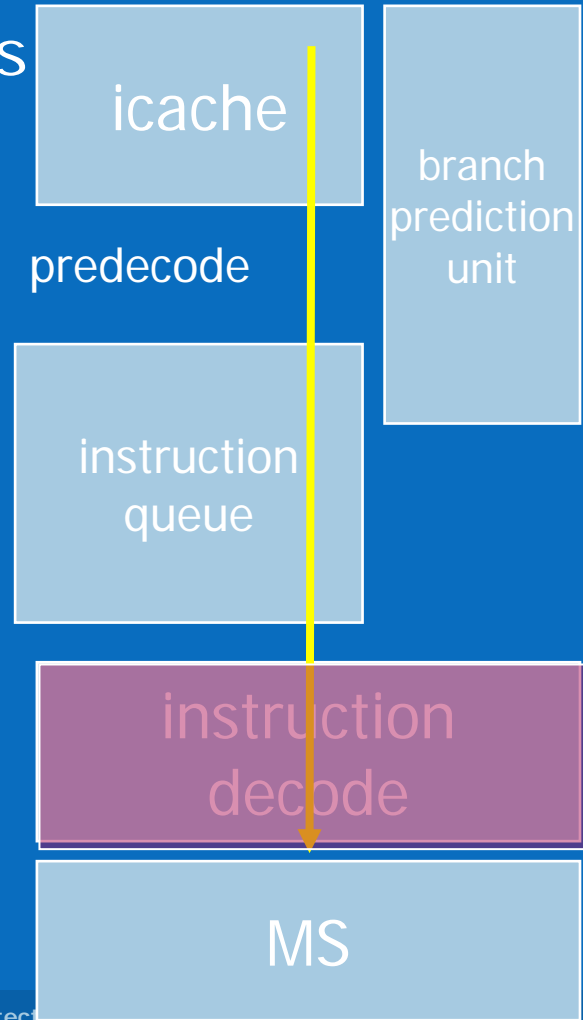 s
icache
branch
prediction
unit
predecode
instruction
queue
instruction
decode
MS